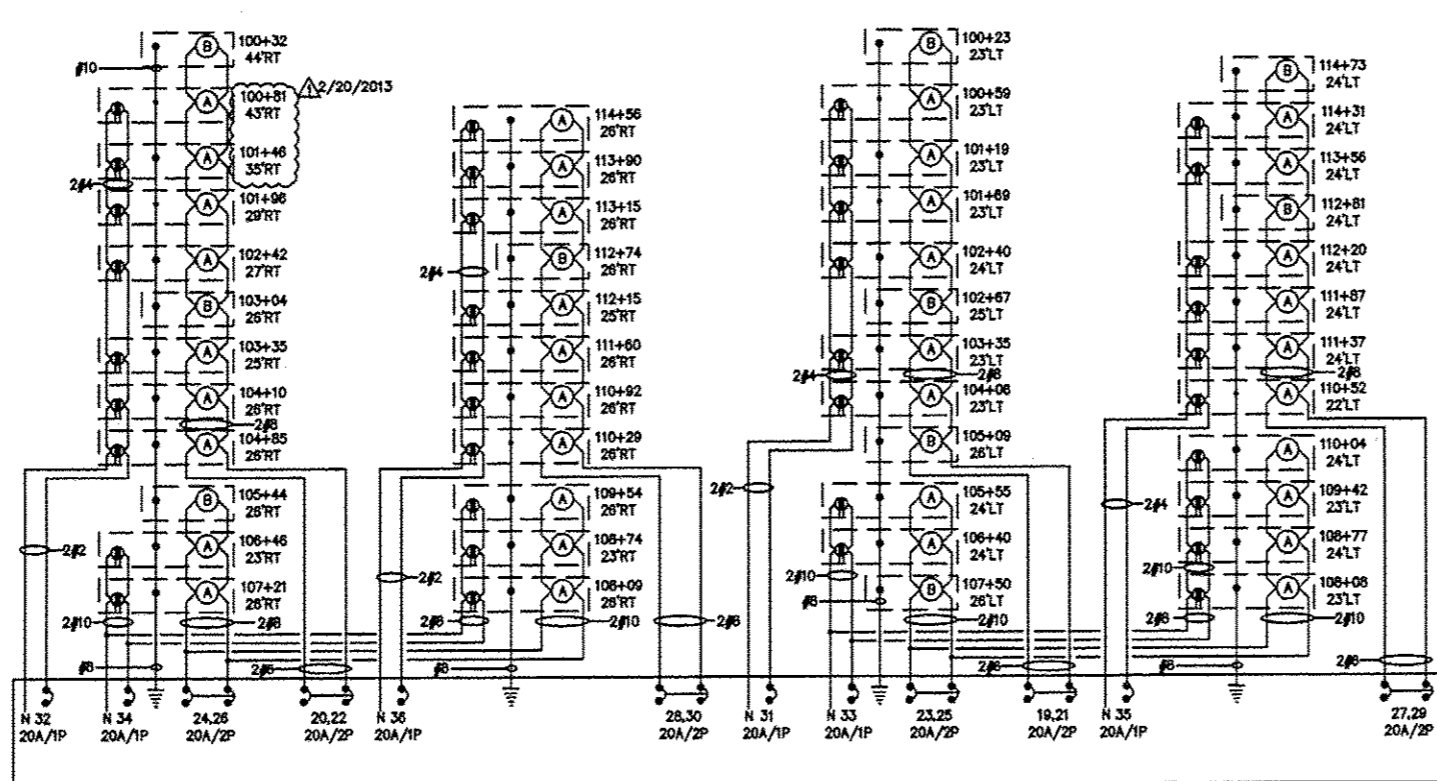 100+32
44'RT
#10
2/20/2013
100+81
43'RT
101+46
35'RT
2#4
101+96
29'RT
102+42
27'RT
103+04
26'RT
103+35
25'RT
104+10
26'RT
2#8
104+85
26'RT
105+44
26'RT
2#2
106+46
23'RT
107+21
26'RT
2#10
2#8
#8
2#6
B
A
A
A
A
B
A
A
A
B
A
A
114+56
26'RT
113+90
26'RT
113+15
26'RT
112+74
26'RT
2#4
112+15
25'RT
111+60
26'RT
110+92
26'RT
110+29
26'RT
109+54
26'RT
108+74
23'RT
2#2
108+09
26'RT
2#8
2#10
2#6
#8
A
A
A
B
A
A
A
A
A
A
A
100+23
23'LT
100+59
23'LT
101+19
23'LT
101+69
23'LT
102+40
24'LT
102+67
25'LT
103+35
23'LT
2#4
2#8
104+06
23'LT
105+09
26'LT
2#2
105+55
24'LT
106+40
24'LT
2#10
107+50
26'LT
#8
2#10
2#6
B
A
A
A
A
B
A
A
B
A
A
B
114+73
24'LT
114+31
24'LT
113+56
24'LT
112+81
24'LT
112+20
24'LT
111+87
24'LT
111+37
24'LT
2#8
110+52
22'LT
110+04
24'LT
2#4
109+42
23'LT
108+77
24'LT
2#10
108+08
23'LT
2#8
2#10
2#6
#8
B
A
A
B
A
A
A
A
A
A
A
A
N 32
20A/1P
N 34
20A/1P
24,26
20A/2P
20,22
20A/2P
N 36
20A/1P
28,30
20A/2P
N 31
20A/1P
N 33
20A/1P
23,25
20A/2P
19,21
20A/2P
N 35
20A/1P
27,29
20A/2P